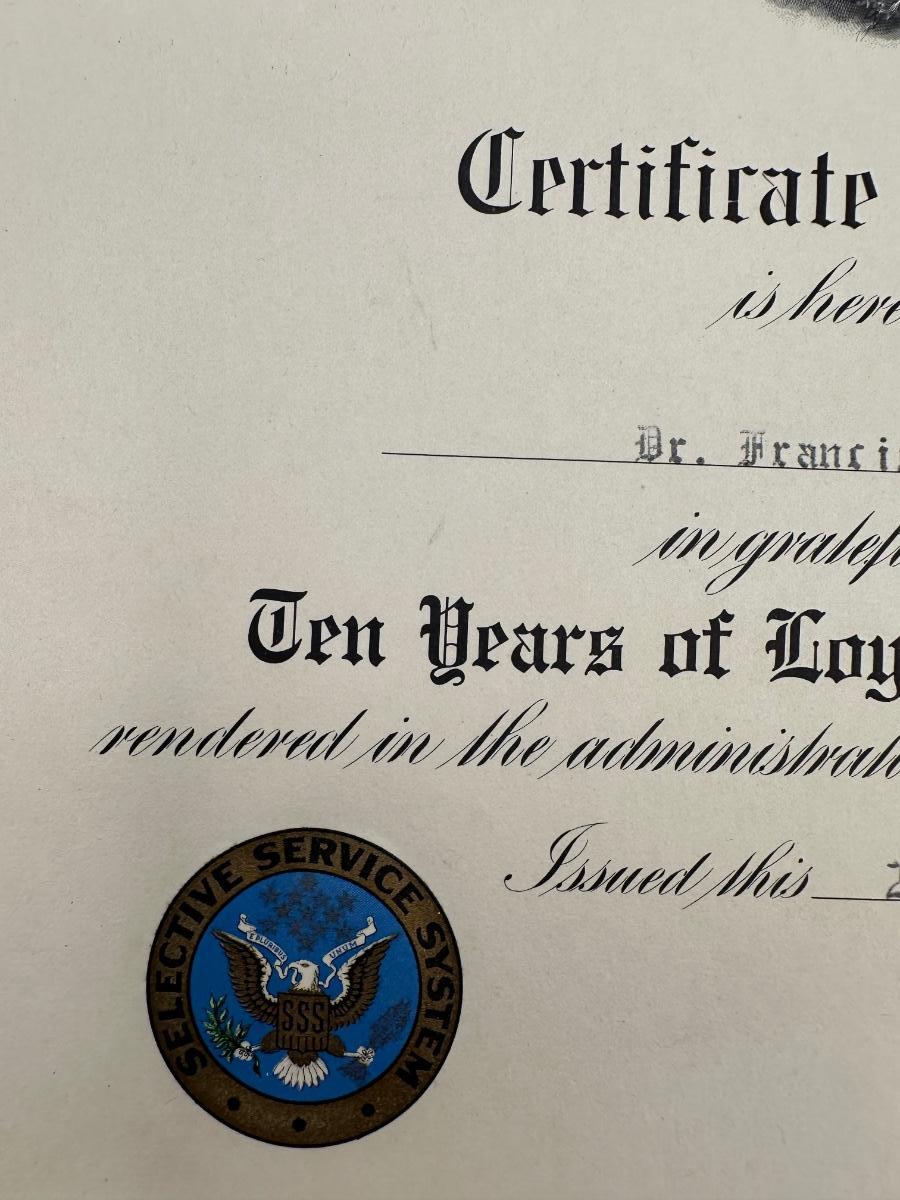 Certificate
is here
Dr. Franci
in gratef
Ten Years of Loy
rendered in the administrat
Issued this 2
SELECTIVE SERVICE SYSTEM
E PLURIBUS UNUM
SSS